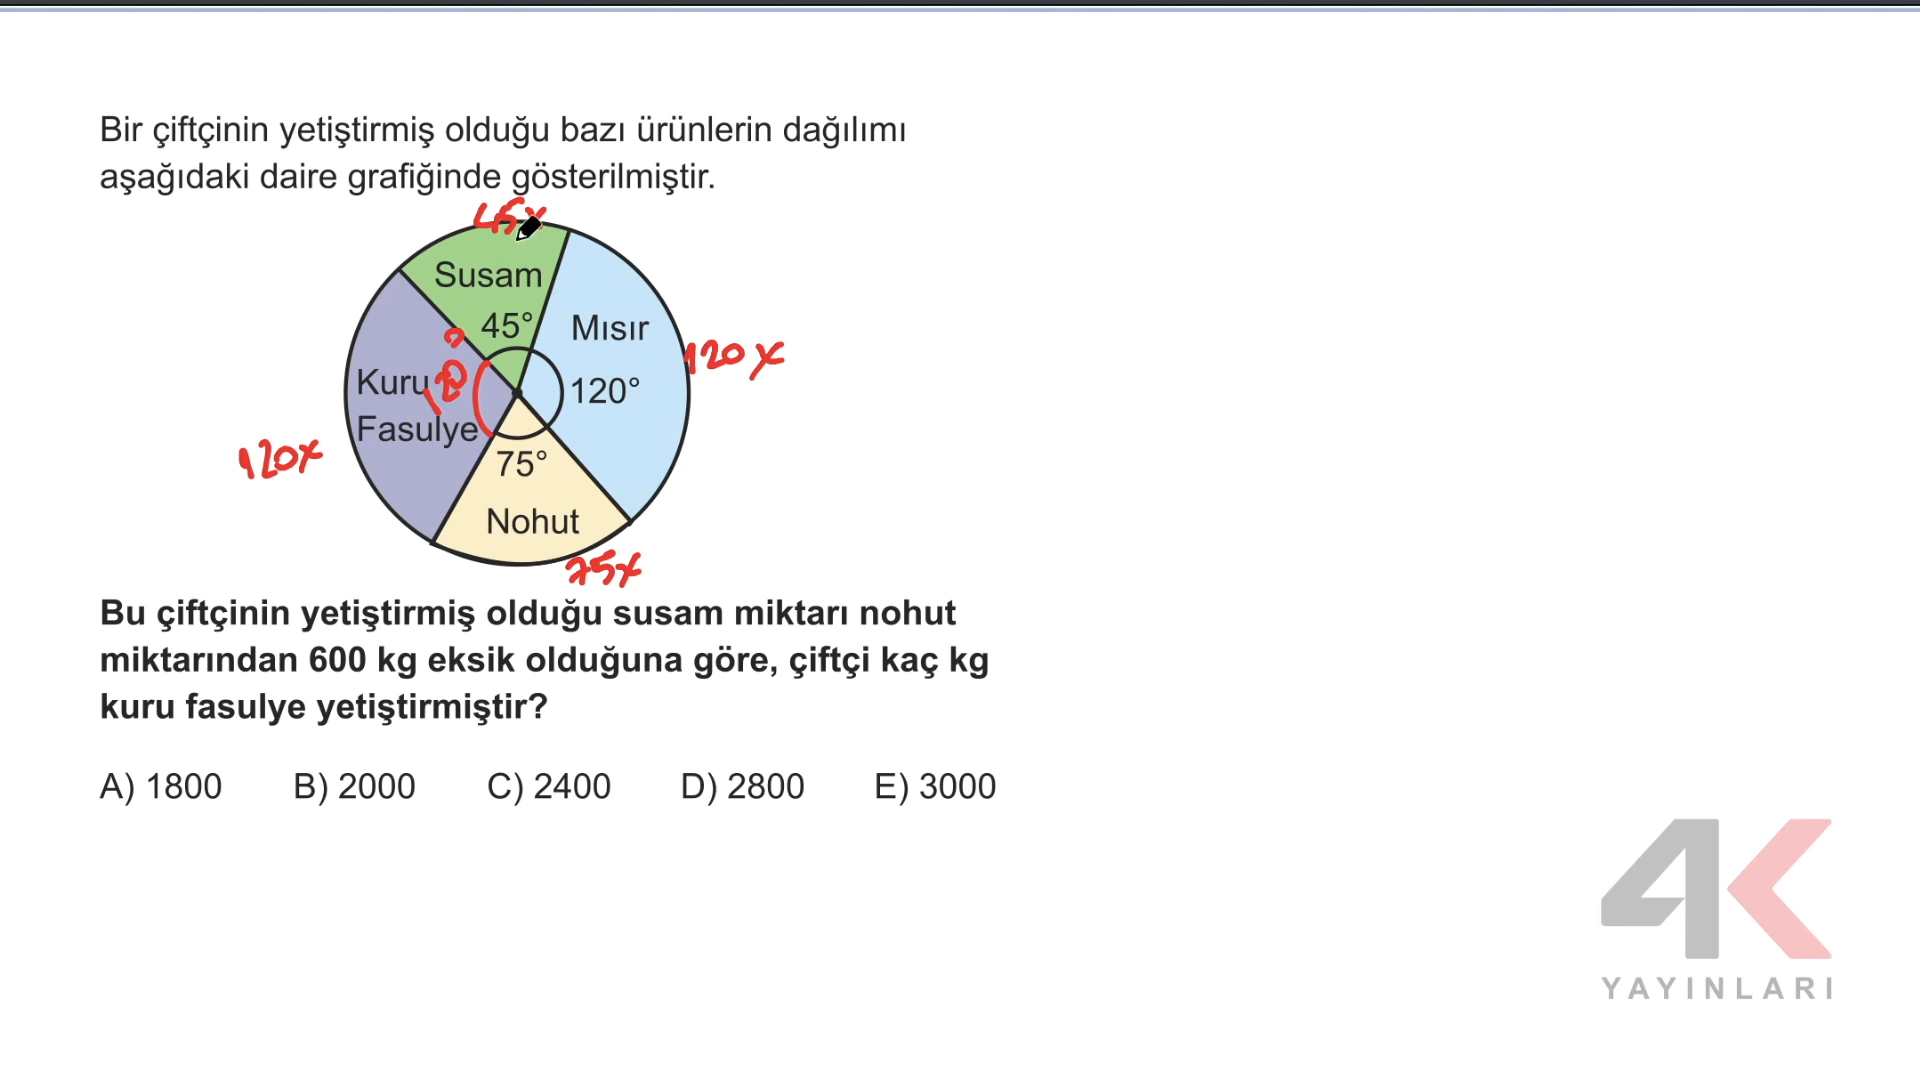 Bir çiftçinin yetiştirmiş olduğu bazı ürünlerin dağılımı
aşağıdaki daire grafiğinde gösterilmiştir.
45x
Susam
45°
Mısır
120x
120°
Kuru
120°
Fasulye
120x
75°
Nohut
75x
Bu çiftçinin yetiştirmiş olduğu susam miktarı nohut
miktarından 600 kg eksik olduğuna göre, çiftçi kaç kg
kuru fasulye yetiştirmiştir?
A) 1800 B) 2000 C) 2400 D) 2800 E) 3000
4K
YAYINLARI